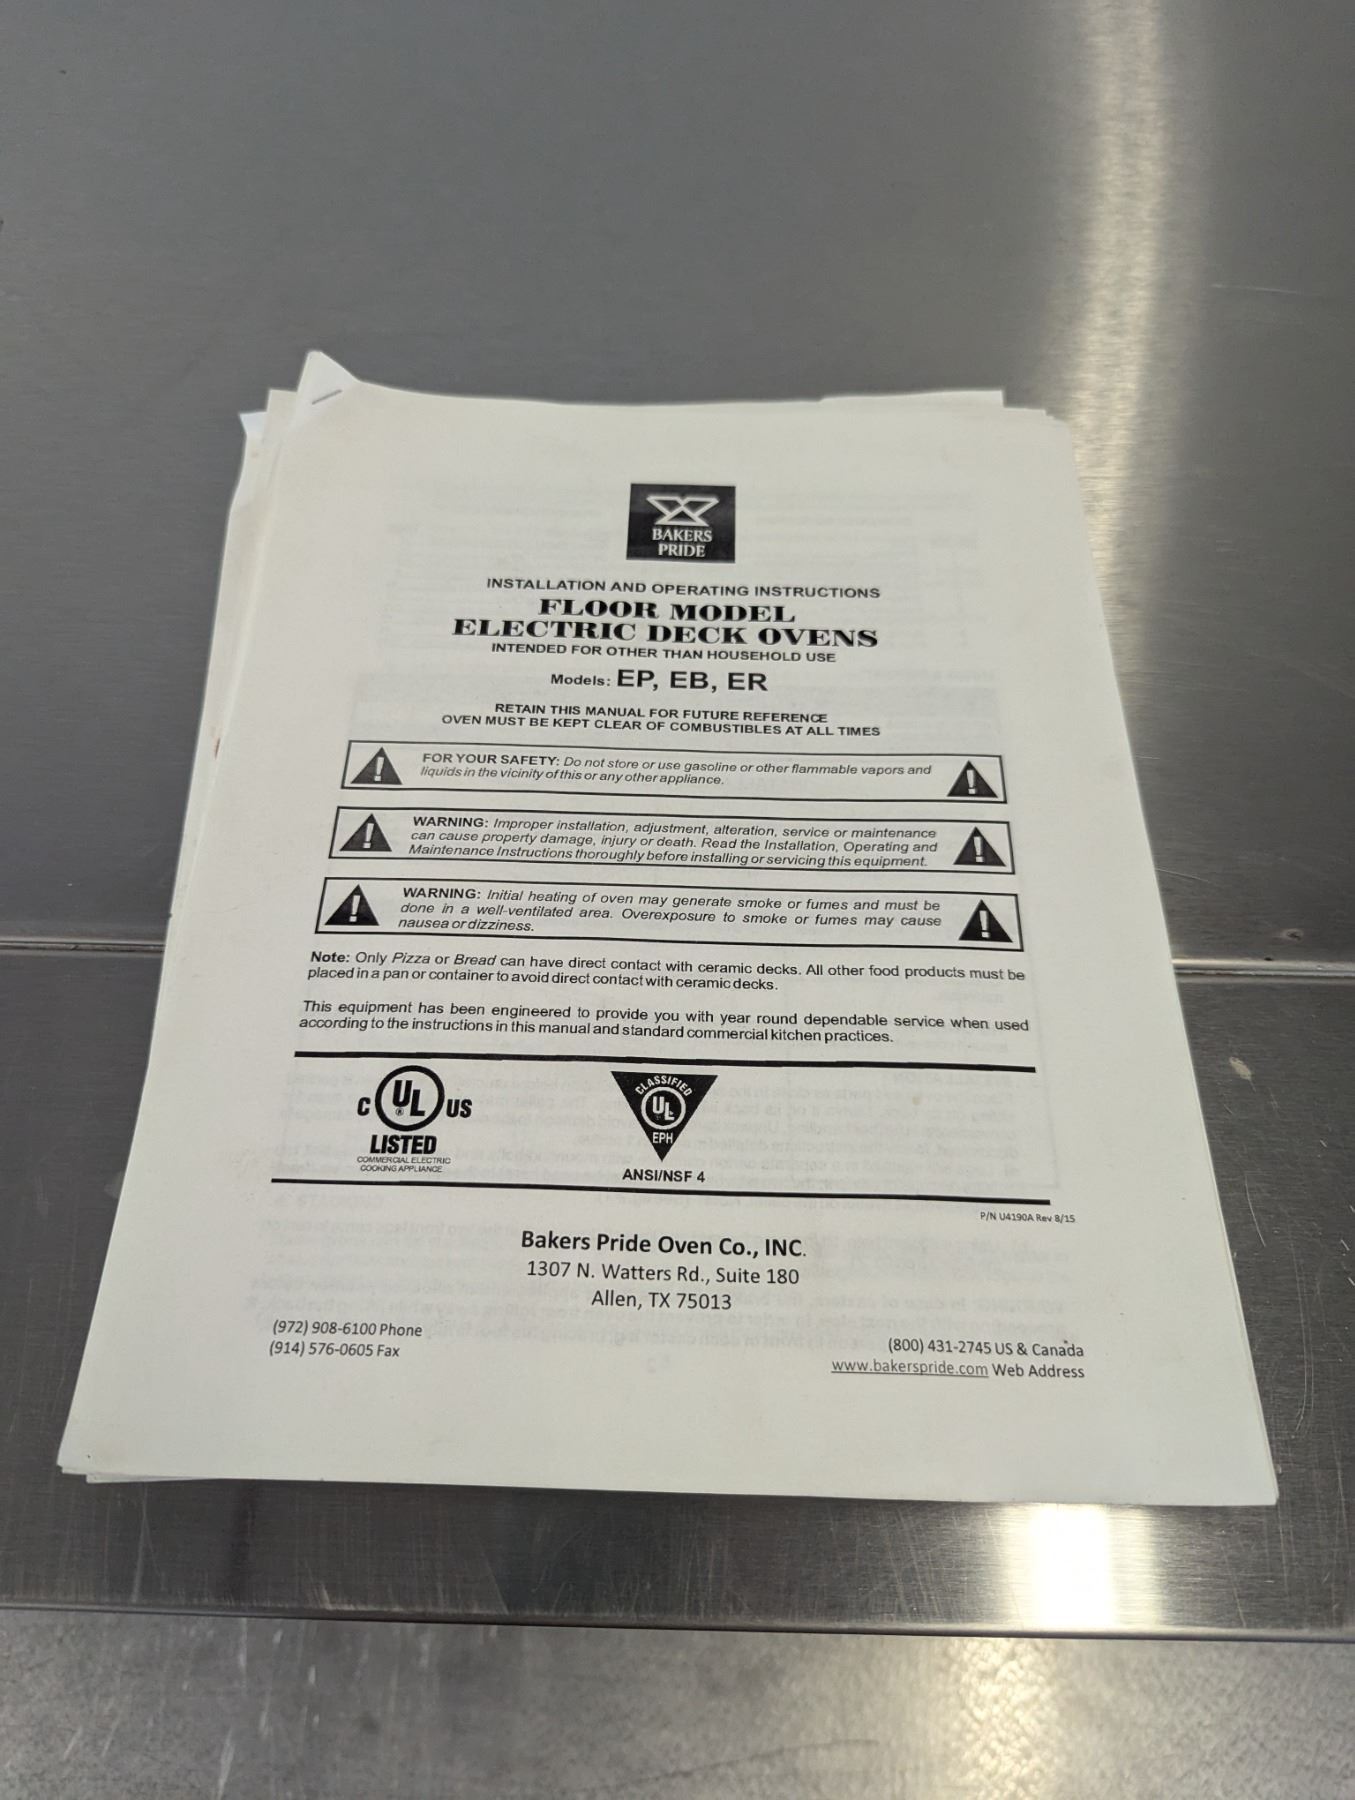 BAKERS
PRIDE
INSTALLATION AND OPERATING INSTRUCTIONS
FLOOR MODEL
ELECTRIC DECK OVENS
INTENDED FOR OTHER THAN HOUSEHOLD USE
Models: EP, EB, ER
RETAIN THIS MANUAL FOR FUTURE REFERENCE
OVEN MUST BE KEPT CLEAR OF COMBUSTIBLES AT ALL TIMES
FOR YOUR SAFETY: Do not store or use gasoline or other flammable vapors and
liquids in the vicinity of this or any other appliance.
WARNING: Improper installation, adjustment, alteration, service or maintenance
can cause property damage, injury or death. Read the Installation, Operating and
Maintenance Instructions thoroughly before installing or servicing this equipment.
WARNING: Initial heating of oven may generate smoke or fumes and must be
done in a well-ventilated area. Overexposure to smoke or fumes may cause
nausea or dizziness.
Note: Only Pizza or Bread can have direct contact with ceramic decks. All other food products must be
placed in a pan or container to avoid direct contact with ceramic decks.
This equipment has been engineered to provide you with year round dependable service when used
according to the instructions in this manual and standard commercial kitchen practices.
C UL ® US
LISTED
COMMERCIAL ELECTRIC
COOKING APPLIANCE
CLASSIFIED
UL
EPH
ANSI/NSF 4
P/N U4190A Rev 8/15
Bakers Pride Oven Co., INC.
1307 N. Watters Rd., Suite 180
Allen, TX 75013
(972) 908-6100 Phone
(914) 576-0605 Fax
(800) 431-2745 US & Canada
www.bakerspride.com Web Address